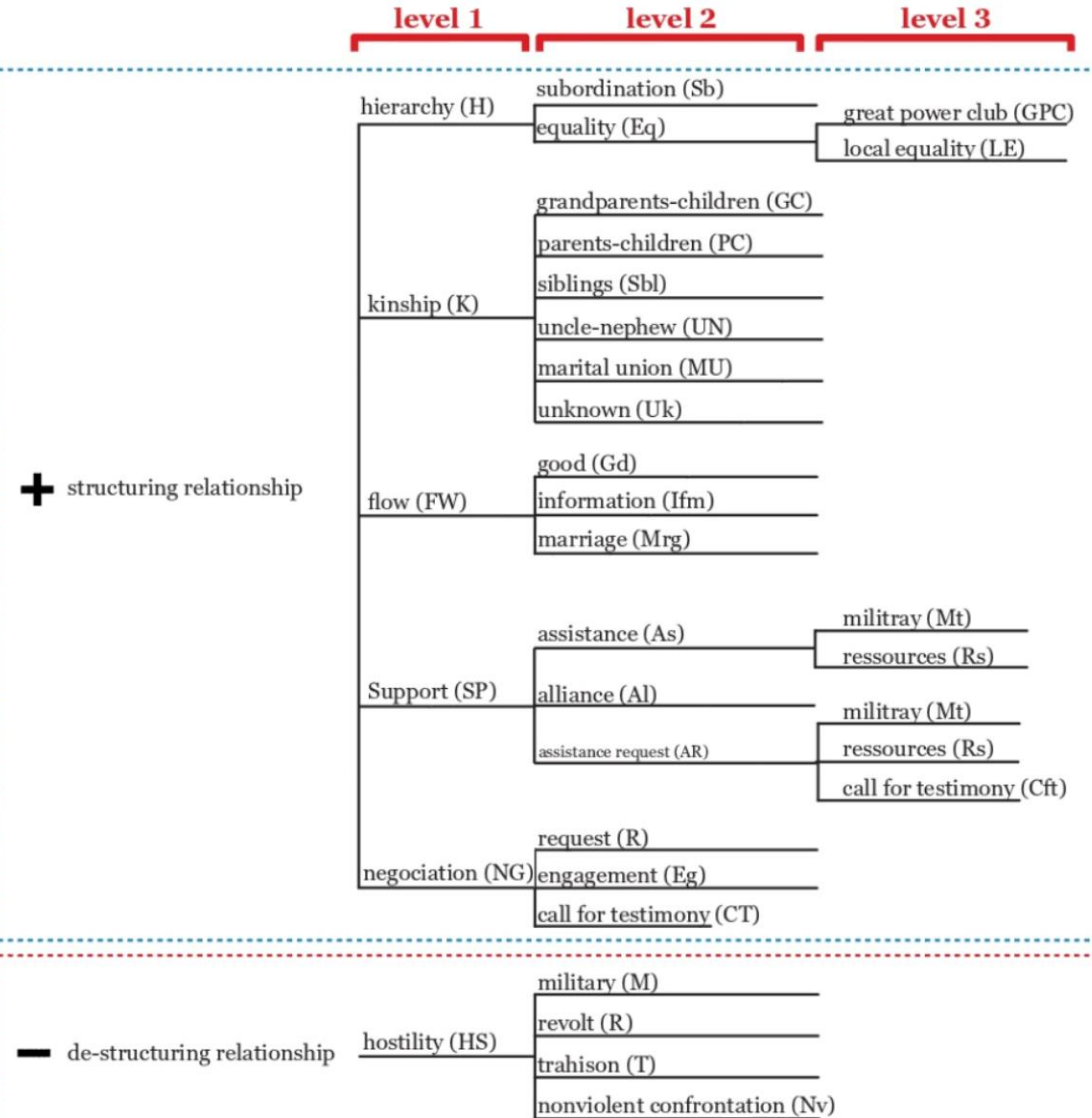 level 1 level 2 level 3
hierarchy (H)
subordination (Sb)
equality (Eq)
great power club (GPC)
local equality (LE)
kinship (K)
grandparents-children (GC)
parents-children (PC)
siblings (Sbl)
uncle-nephew (UN)
marital union (MU)
unknown (Uk)
+ structuring relationship
flow (FW)
good (Gd)
information (Ifm)
marriage (Mrg)
Support (SP)
assistance (As)
militray (Mt)
ressources (Rs)
alliance (Al)
assistance request (AR)
militray (Mt)
ressources (Rs)
call for testimony (Cft)
negociation (NG)
request (R)
engagement (Eg)
call for testimony (CT)
− de-structuring relationship
hostility (HS)
military (M)
revolt (R)
trahison (T)
nonviolent confrontation (Nv)